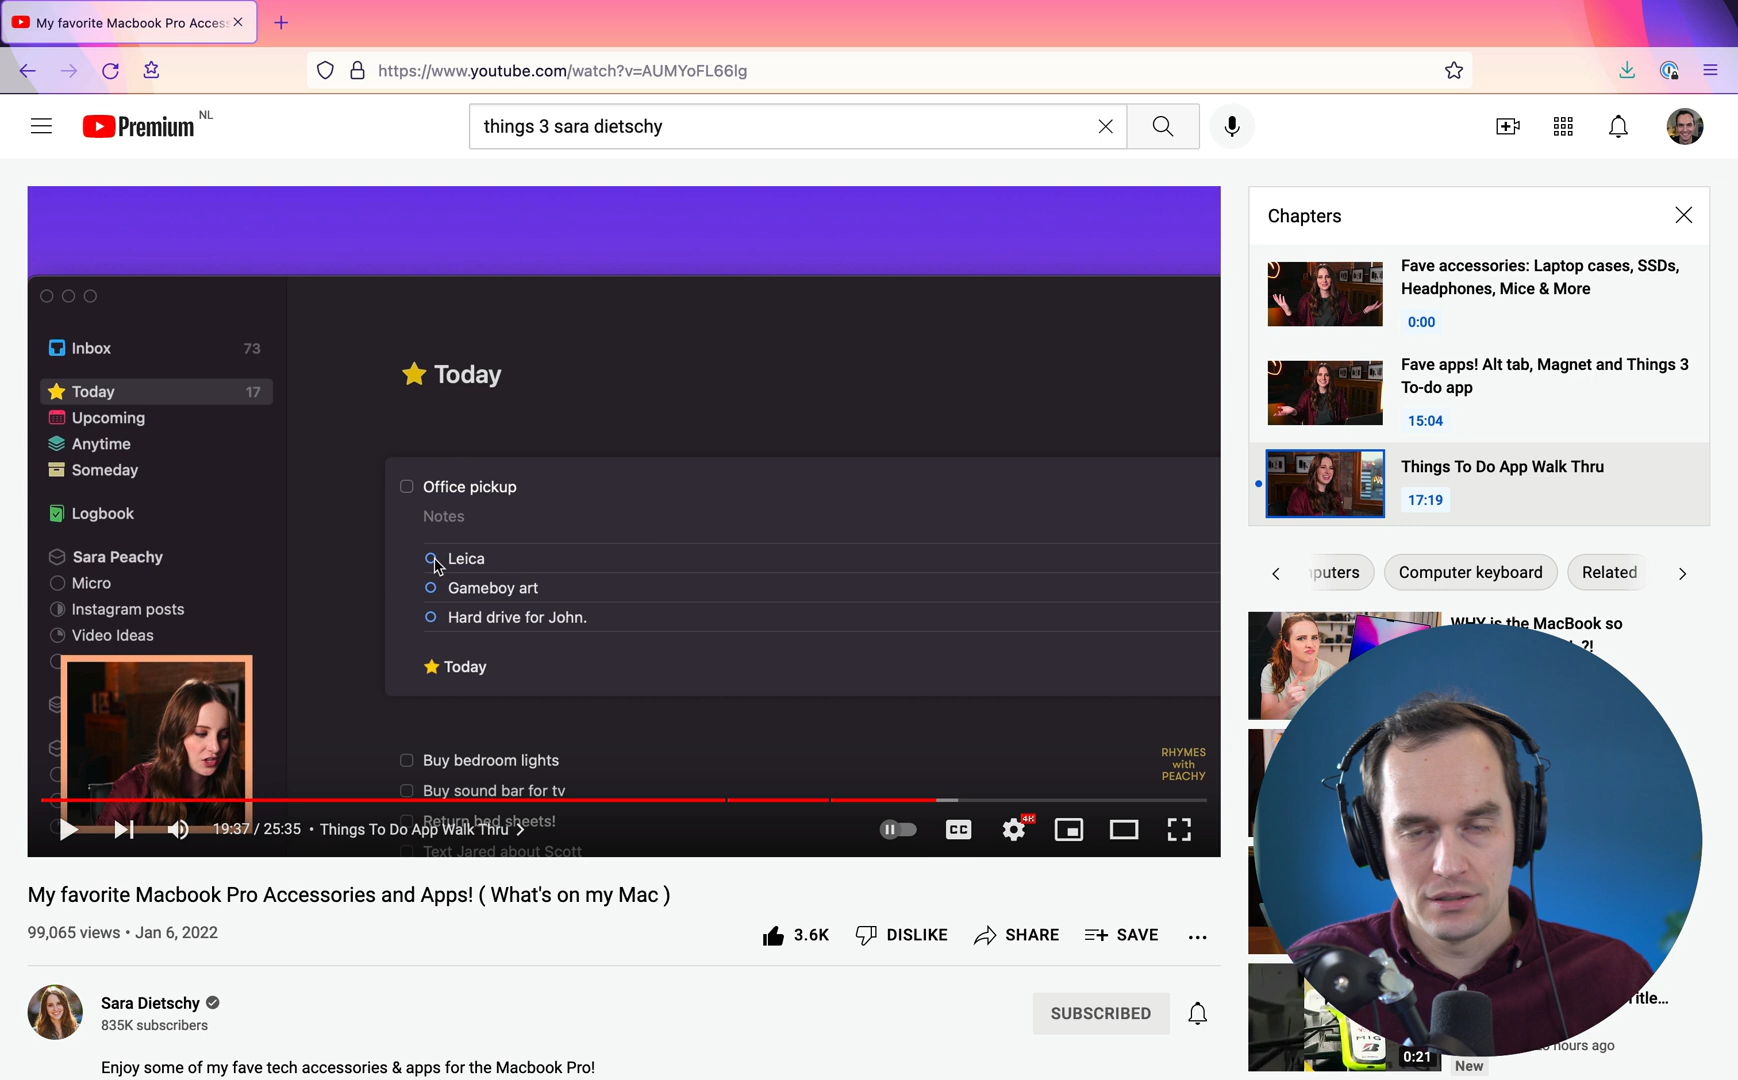 My favorite Macbook Pro Acces
https://www.youtube.com/watch?v=AUMYoFL66lg
Premium NL
things 3 sara dietschy
Inbox 73
Today 17
Upcoming
Anytime
Someday
Logbook
Sara Peachy
Micro
Instagram posts
Video Ideas
Today
Office pickup
Notes
Leica
Gameboy art
Hard drive for John.
Today
Buy bedroom lights
Buy sound bar for tv
Return bed sheets!
Text Jared about Scott
RHYMES
with
PEACHY
19:37 / 25:35 • Things To Do App Walk Thru
CC
4K
My favorite Macbook Pro Accessories and Apps! ( What's on my Mac )
99,065 views • Jan 6, 2022
3.6K DISLIKE SHARE SAVE
Sara Dietschy
835K subscribers
SUBSCRIBED
Enjoy some of my fave tech accessories & apps for the Macbook Pro!
Chapters
Fave accessories: Laptop cases, SSDs,
Headphones, Mice & More
0:00
Fave apps! Alt tab, Magnet and Things 3
To-do app
15:04
Things To Do App Walk Thru
17:19
Computer keyboard
Related
WHY is the MacBook so
?!
0:21
hours ago
New